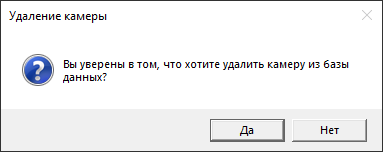 Удаление камеры
Вы уверены в том, что хотите удалить камеру из базы
данных?
Да
Нет